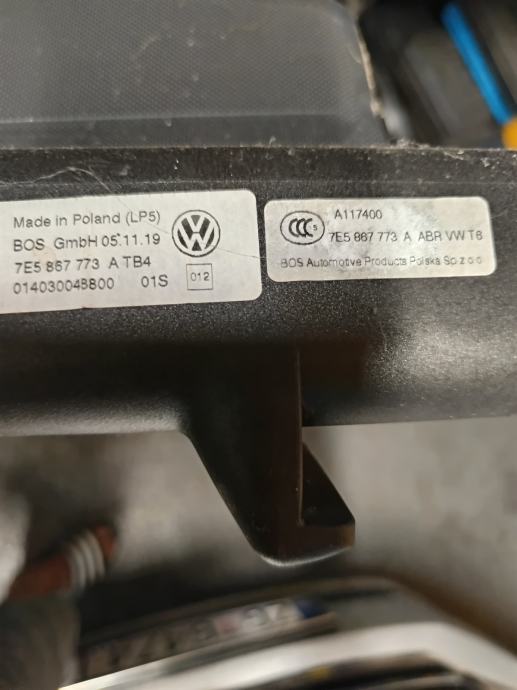 Made in Poland (LP5)
BOS GmbH 05.11.19
7E5 867 773 A TB4
014030048800 01S
012
A117400
7E5 867 773 A ABR VW T6
BOS Automotive Products Polska Sp z o o